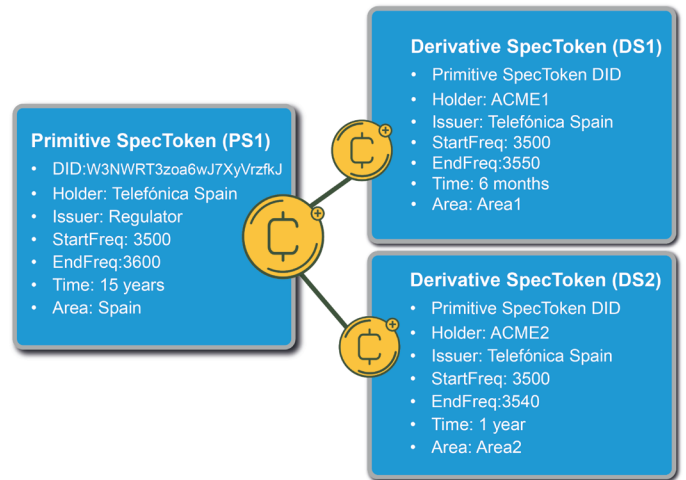 Primitive SpecToken (PS1)
• DID:W3NWRT3zoa6wJ7XyVrzfkJ
• Holder: Telefónica Spain
• Issuer: Regulator
• StartFreq: 3500
• EndFreq:3600
• Time: 15 years
• Area: Spain
Derivative SpecToken (DS1)
• Primitive SpecToken DID
• Holder: ACME1
• Issuer: Telefónica Spain
• StartFreq: 3500
• EndFreq:3550
• Time: 6 months
• Area: Area1
Derivative SpecToken (DS2)
• Primitive SpecToken DID
• Holder: ACME2
• Issuer: Telefónica Spain
• StartFreq: 3500
• EndFreq:3540
• Time: 1 year
• Area: Area2